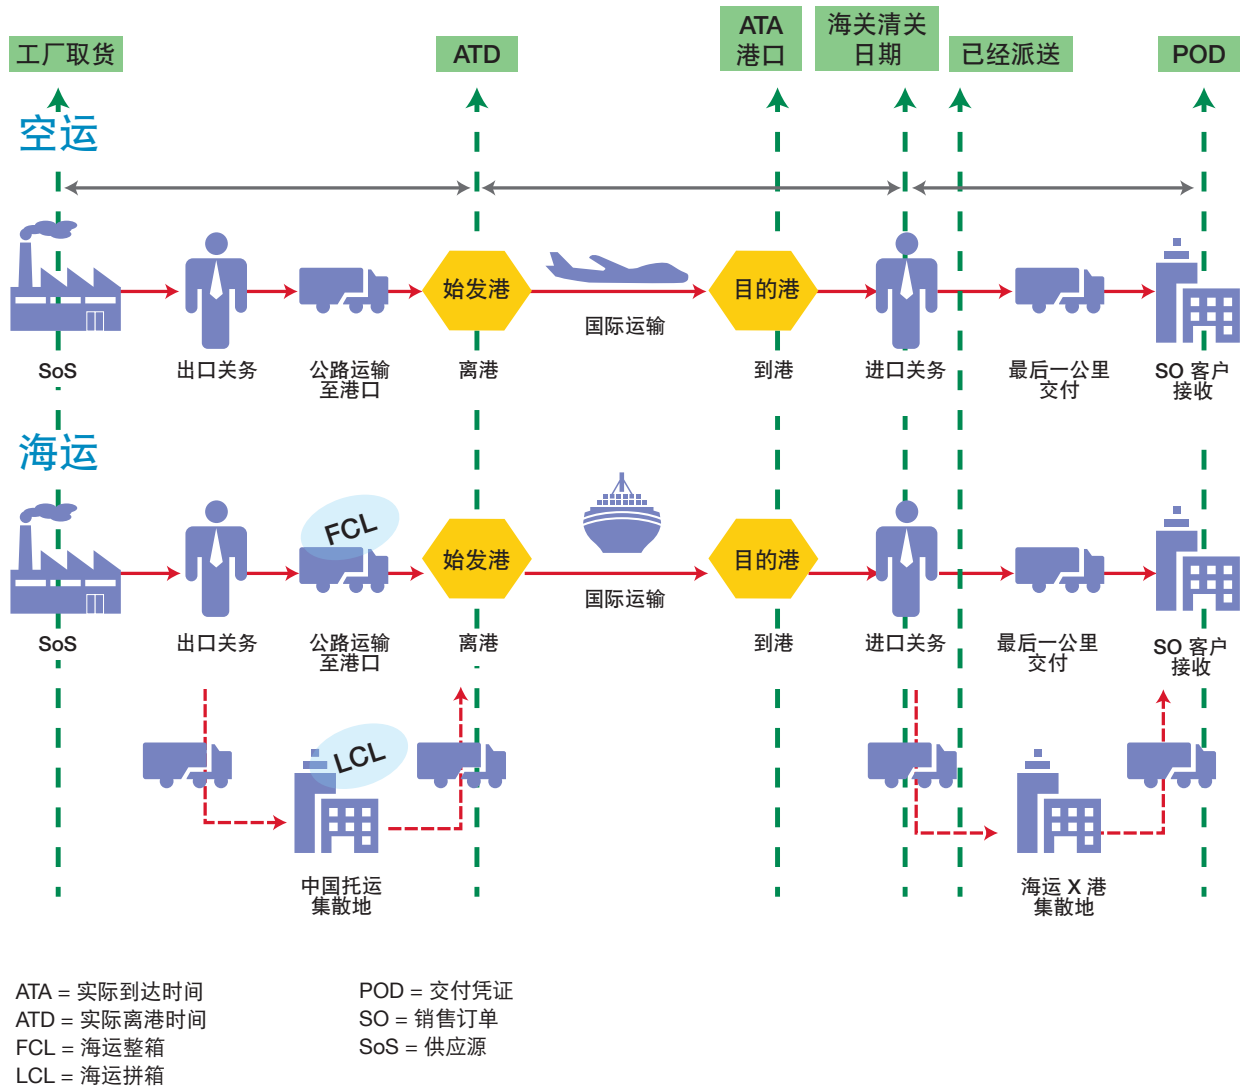 工厂取货
ATD
ATA
港口
海关清关
日期
已经派送
POD
空运
始发港
目的港
国际运输
SoS
出口关务
公路运输
至港口
离港
到港
进口关务
最后一公里
交付
SO 客户
接收
海运
FCL
始发港
目的港
国际运输
SoS
出口关务
公路运输
至港口
离港
到港
进口关务
最后一公里
交付
SO 客户
接收
LCL
中国托运
集散地
海运 X 港
集散地
ATA = 实际到达时间
ATD = 实际离港时间
FCL = 海运整箱
LCL = 海运拼箱
POD = 交付凭证
SO = 销售订单
SoS = 供应源